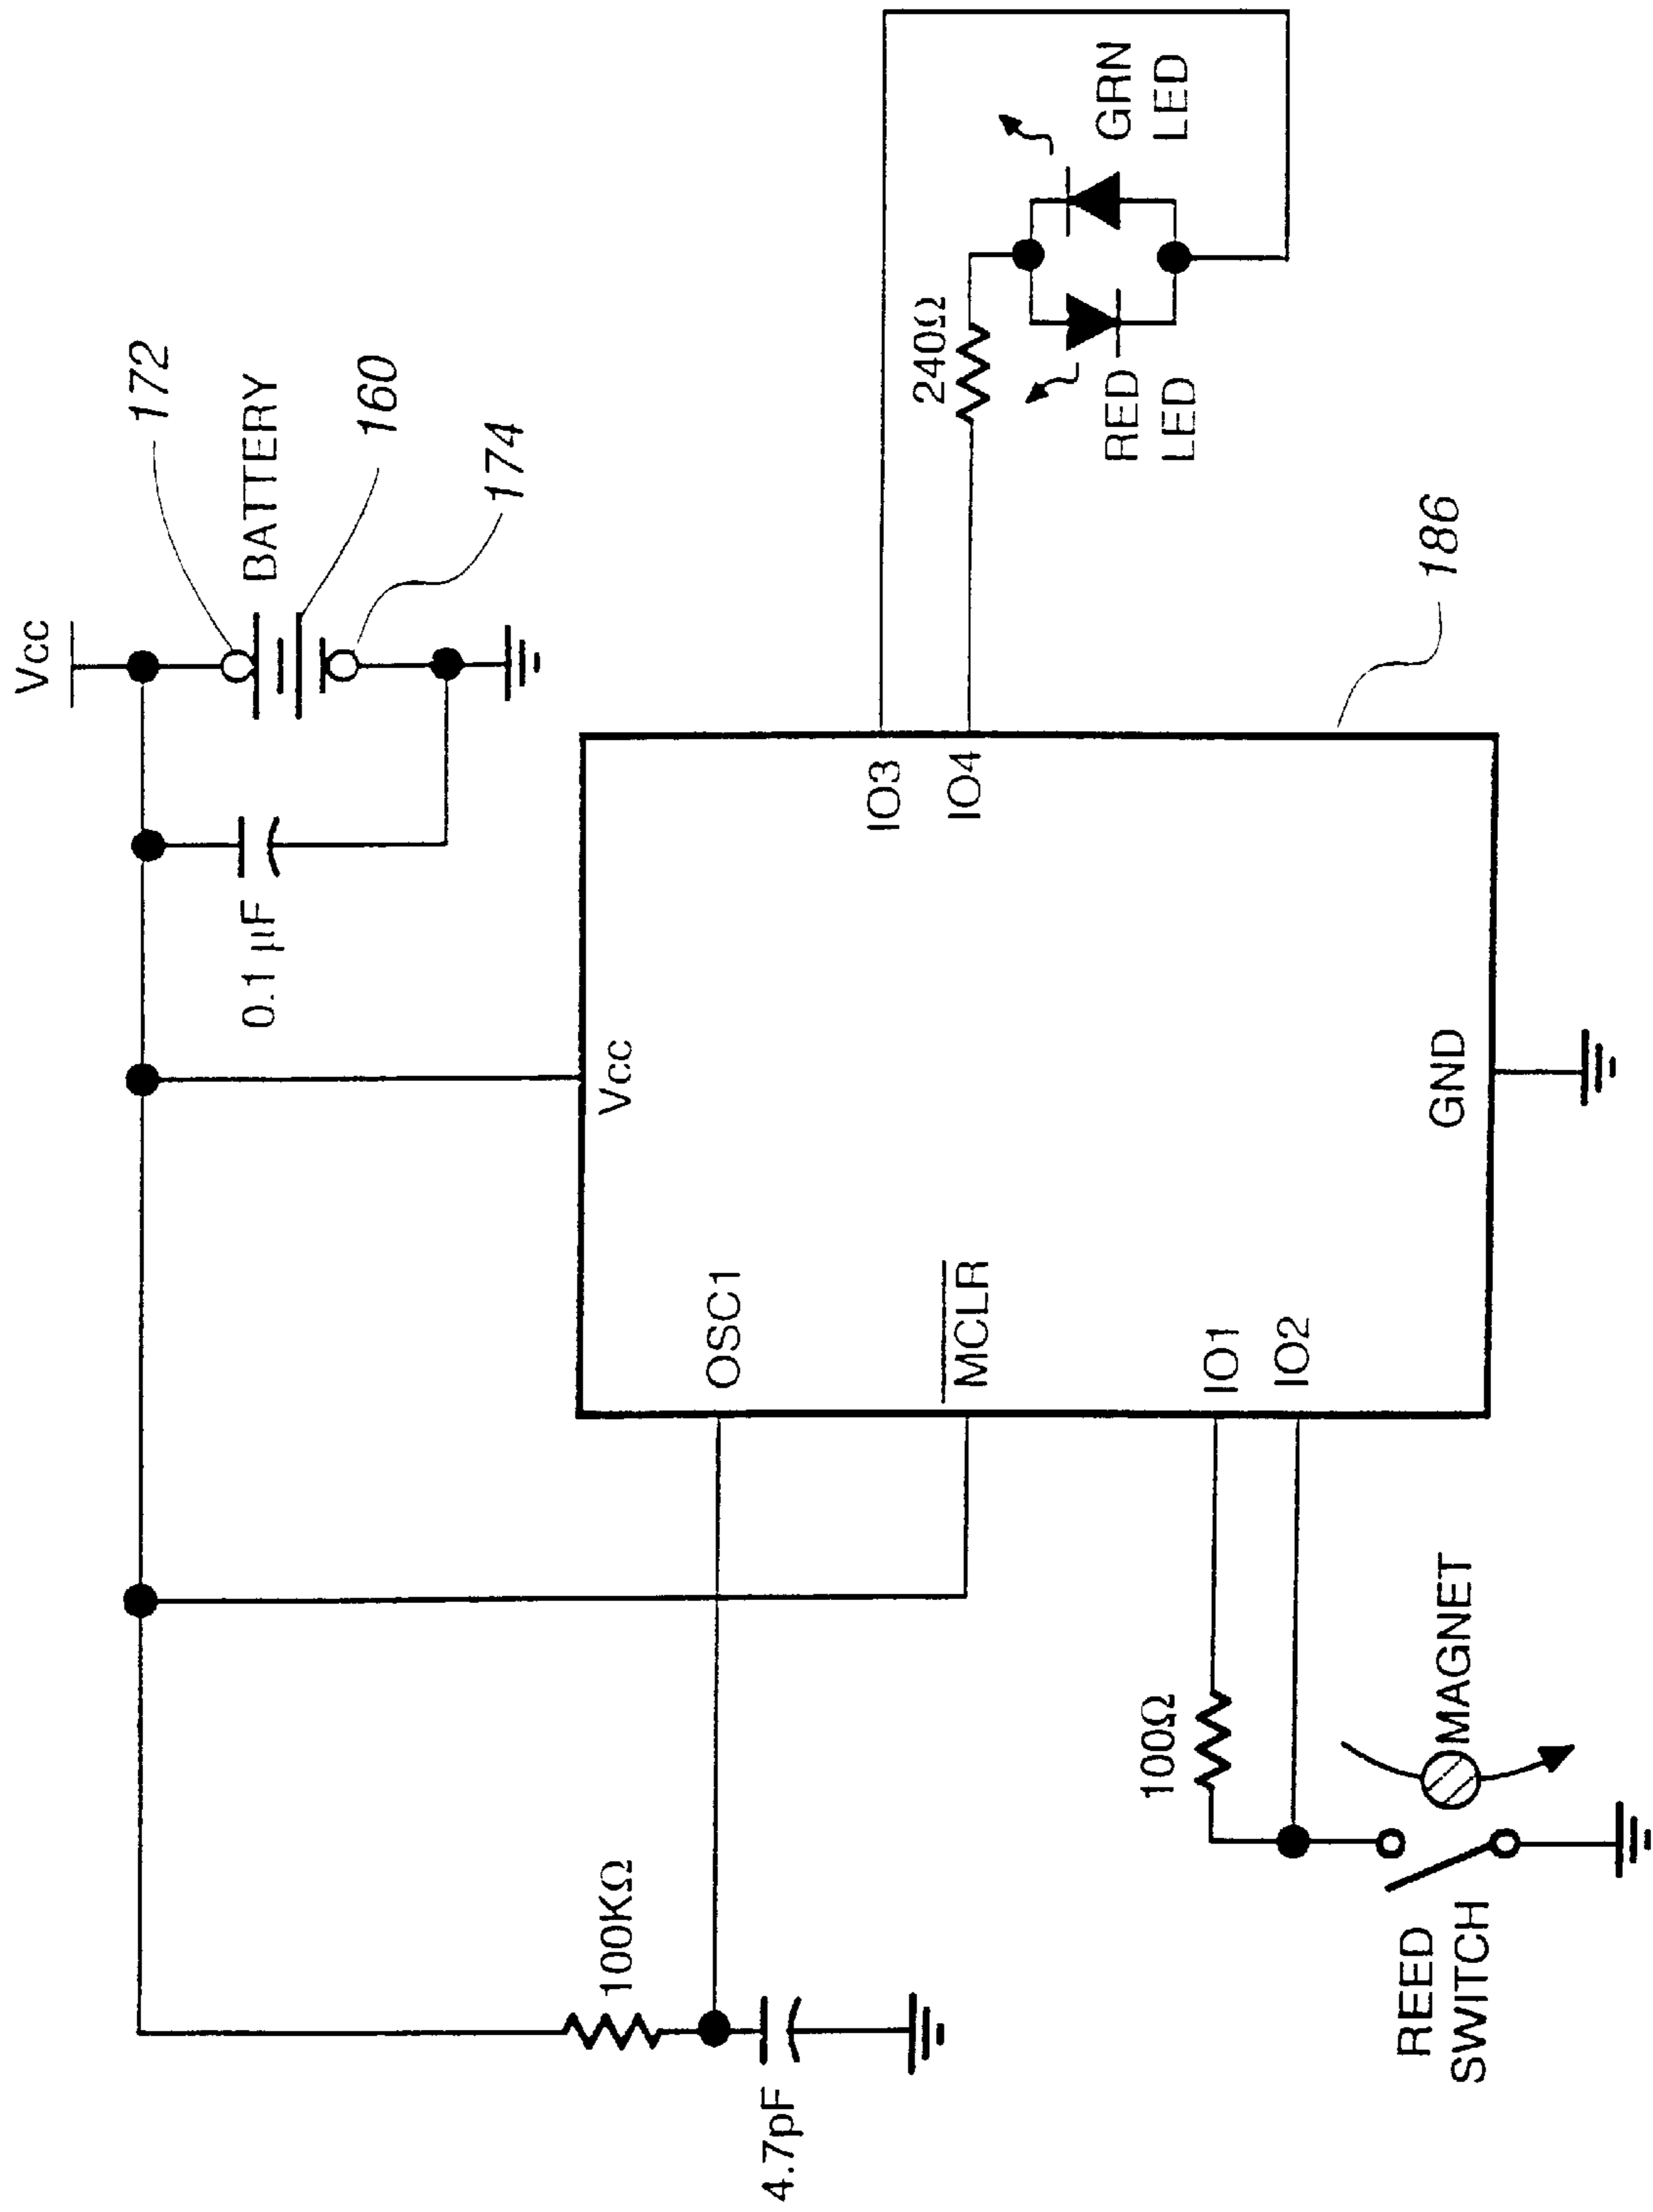 Vcc
172
BATTERY
160
174
0.1 µF
100KΩ
4.7pF
OSC1
MCLR
IO1
IO2
Vcc
GND
IO3
IO4
240Ω
RED
LED
GRN
LED
186
100Ω
REED
SWITCH
MAGNET